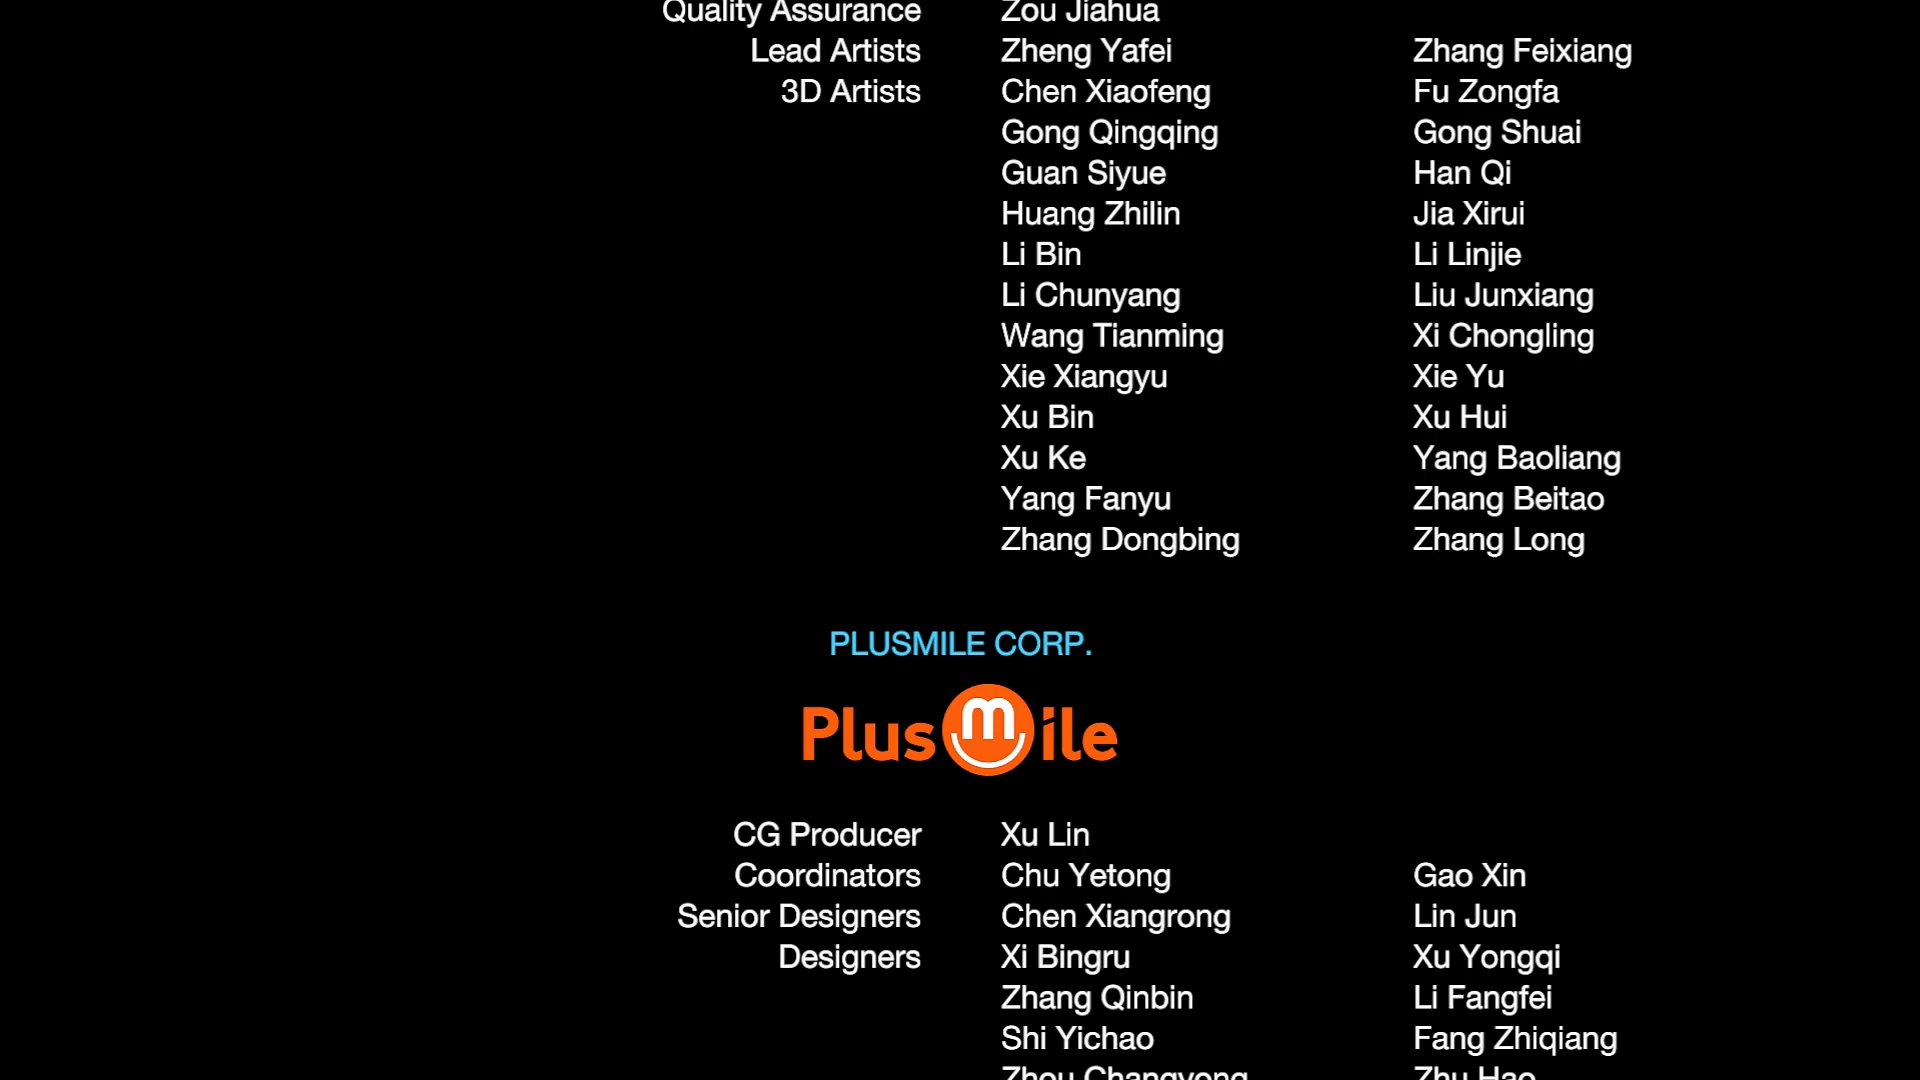 Quality Assurance Zou Jiahua
Lead Artists Zheng Yafei Zhang Feixiang
3D Artists Chen Xiaofeng Fu Zongfa
Gong Qingqing Gong Shuai
Guan Siyue Han Qi
Huang Zhilin Jia Xirui
Li Bin Li Linjie
Li Chunyang Liu Junxiang
Wang Tianming Xi Chongling
Xie Xiangyu Xie Yu
Xu Bin Xu Hui
Xu Ke Yang Baoliang
Yang Fanyu Zhang Beitao
Zhang Dongbing Zhang Long
PLUSMILE CORP.
Plusmile
CG Producer Xu Lin
Coordinators Chu Yetong Gao Xin
Senior Designers Chen Xiangrong Lin Jun
Designers Xi Bingru Xu Yongqi
Zhang Qinbin Li Fangfei
Shi Yichao Fang Zhiqiang
Zhou Changyong Zhu Hao